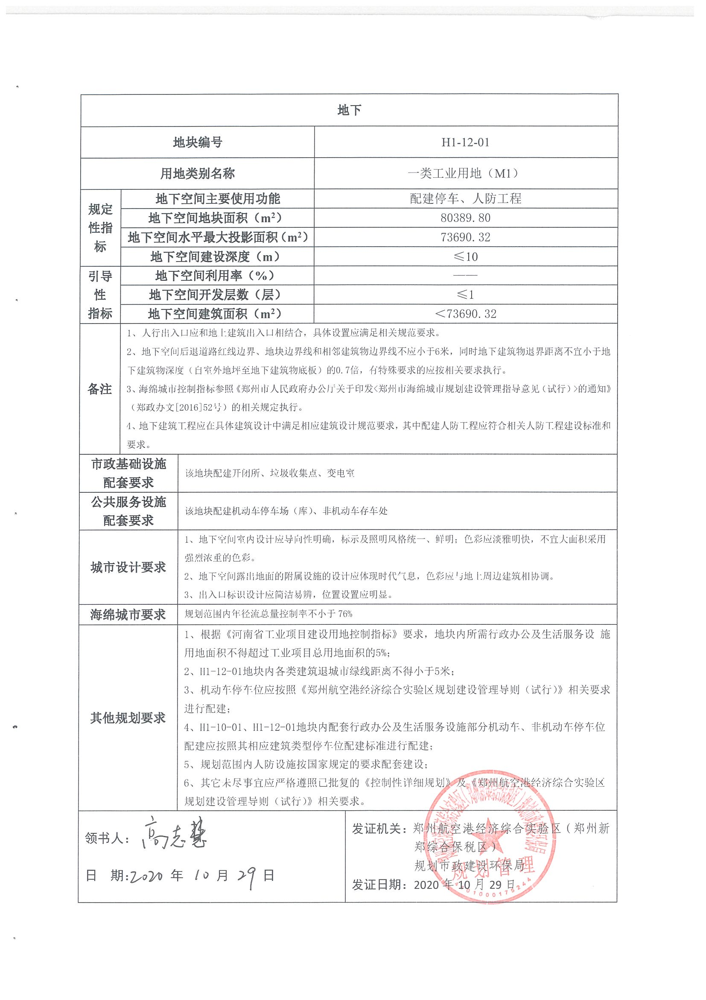 地下
地块编号 H1-12-01
用地类别名称 一类工业用地（M1）
规定性指标
地下空间主要使用功能 配建停车、人防工程
地下空间地块面积（m²） 80389.80
地下空间水平最大投影面积（m²） 73690.32
地下空间建设深度（m） ≤10
引导性指标
地下空间利用率（%） ——
地下空间开发层数（层） ≤1
地下空间建筑面积（m²） ＜73690.32
备注
1、人行出入口应和地上建筑出入口相结合，具体设置应满足相关规范要求。
2、地下空间后退道路红线边界、地块边界线和相邻建筑物边界线不应小于6米，同时地下建筑物退界距离不宜小于地
下建筑物深度（自室外地坪至地下建筑物底板）的0.7倍，有特殊要求的应按相关要求执行。
3、海绵城市控制指标参照《郑州市人民政府办公厅关于印发<郑州市海绵城市规划建设管理指导意见（试行）>的通知》
（郑政办文[2016]52号）的相关规定执行。
4、地下建筑工程应在具体建筑设计中满足相应建筑设计规范要求，其中配建人防工程应符合相关人防工程建设标准和
要求。
市政基础设施
配套要求
该地块配建开闭所、垃圾收集点、变电室
公共服务设施
配套要求
该地块配建机动车停车场（库）、非机动车存车处
城市设计要求
1、地下空间室内设计应导向性明确，标示及照明风格统一、鲜明；色彩应淡雅明快，不宜大面积采用
强烈浓重的色彩。
2、地下空间露出地面的附属设施的设计应体现时代气息，色彩应与地上周边建筑相协调。
3、出入口标识设计应简洁易辨，位置设置应明显。
海绵城市要求 规划范围内年径流总量控制率不小于 76%
其他规划要求
1、根据《河南省工业项目建设用地控制指标》要求，地块内所需行政办公及生活服务设 施
用地面积不得超过工业项目总用地面积的5%；
2、H1-12-01地块内各类建筑退城市绿线距离不得小于5米；
3、机动车停车位应按照《郑州航空港经济综合实验区规划建设管理导则（试行）》相关要求
进行配建；
4、H1-10-01、H1-12-01地块内配套行政办公及生活服务设施部分机动车、非机动车停车位
配建应按照其相应建筑类型停车位配建标准进行配建；
5、规划范围内人防设施按国家规定的要求配套建设；
6、其它未尽事宜应严格遵照已批复的《控制性详细规划》及《郑州航空港经济综合实验区
规划建设管理导则（试行）》相关要求。
领书人：高志慧
日 期:2020 年 10 月 29 日
发证机关：郑州航空港经济综合实验区（郑州新
郑综合保税区）
规划市政建设环保局
发证日期：2020 年 10 月 29 日
规划管理